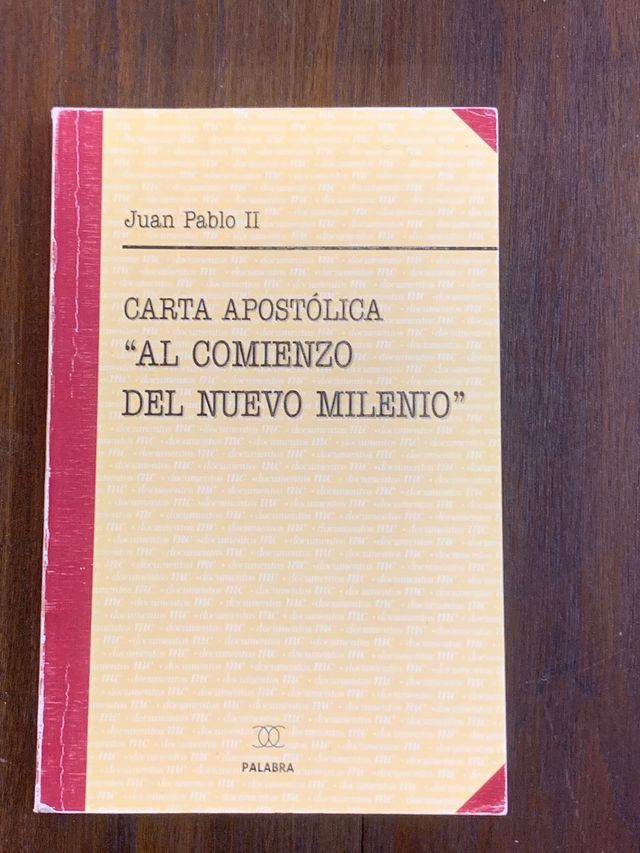 Juan Pablo II
CARTA APOSTÓLICA
“AL COMIENZO
DEL NUEVO MILENIO”
PALABRA